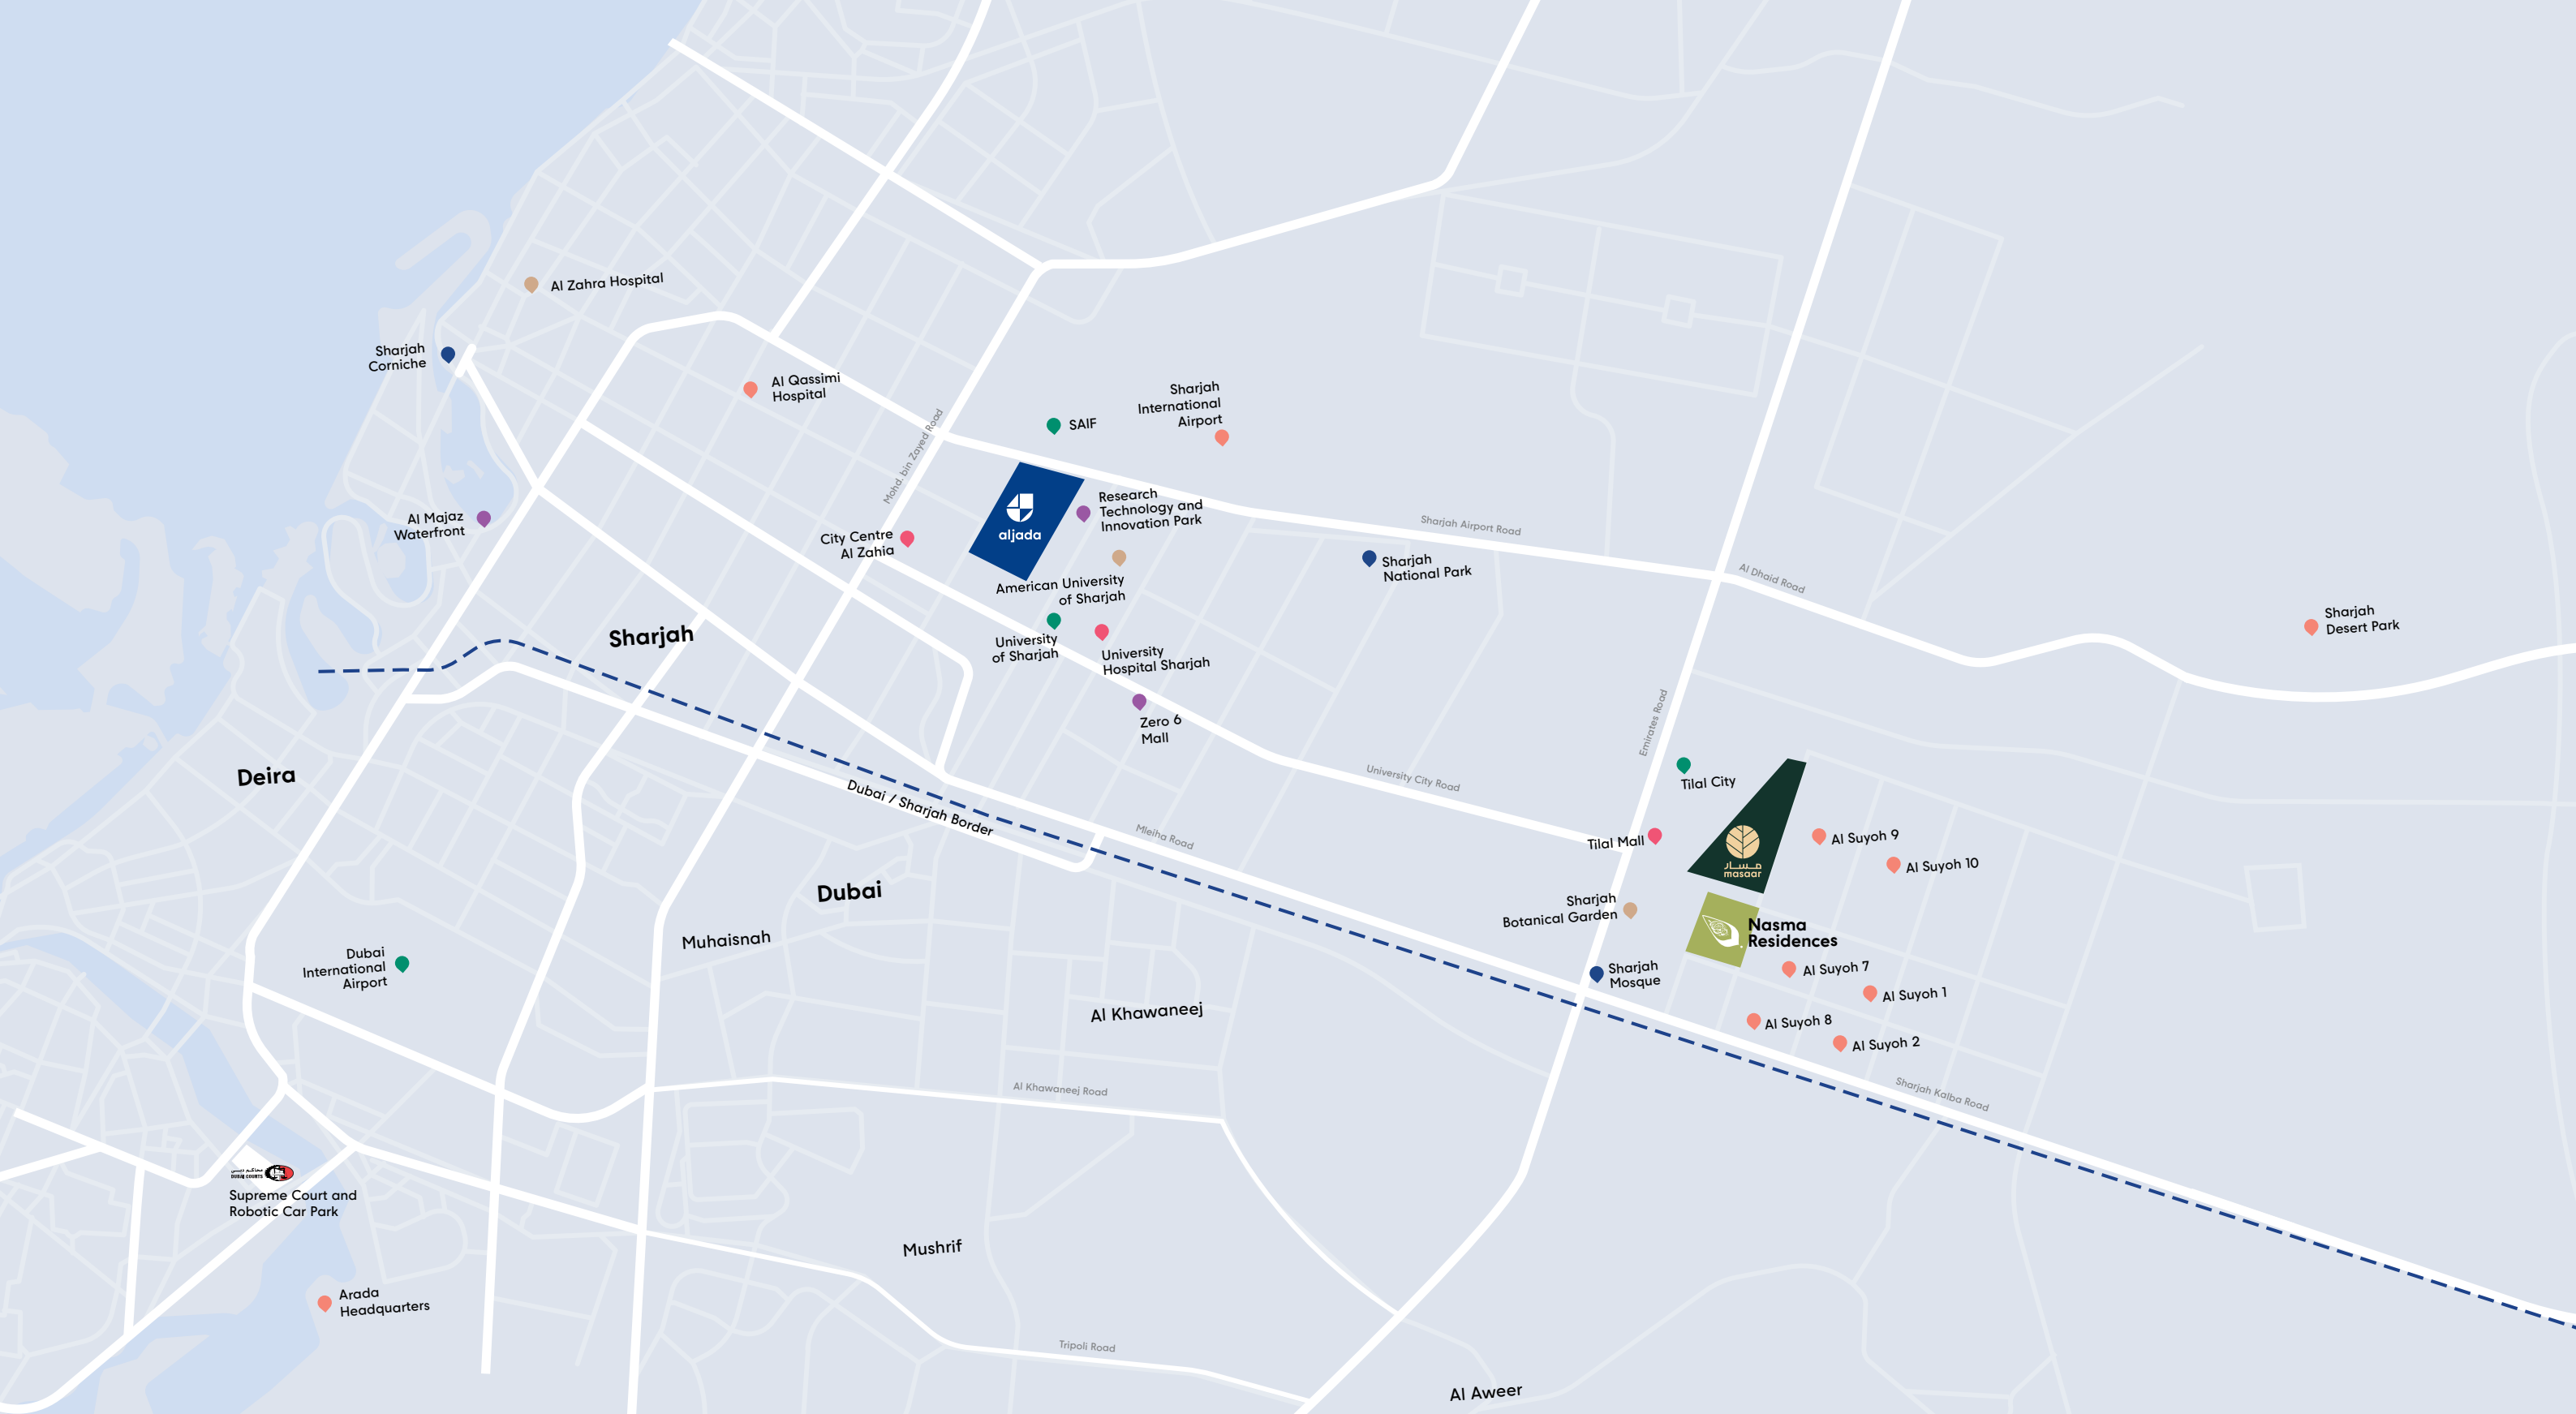 Al Zahra Hospital
Sharjah
Corniche
Al Qassimi
Hospital
Mohd. bin Zayed Road
SAIF
Sharjah
International
Airport
aljada
Research
Technology and
Innovation Park
Al Majaz
Waterfront
City Centre
Al Zahia
American University
of Sharjah
Sharjah Airport Road
Sharjah
National Park
Al Dhaid Road
Sharjah
Desert Park
Sharjah
University
of Sharjah
University
Hospital Sharjah
Zero 6
Mall
Emirates Road
Deira
University City Road
Tilal City
Dubai / Sharjah Border
Mleiha Road
Tilal Mall
مسار
masaar
Al Suyoh 9
Al Suyoh 10
Dubai
Sharjah
Botanical Garden
Nasma
Residences
Muhaisnah
Dubai
International
Airport
Sharjah
Mosque
Al Suyoh 7
Al Suyoh 1
Al Khawaneej
Al Suyoh 8
Al Suyoh 2
Al Khawaneej Road
Sharjah Kalba Road
محاكم دبي
DUBAI COURTS
Supreme Court and
Robotic Car Park
Mushrif
Arada
Headquarters
Tripoli Road
Al Aweer